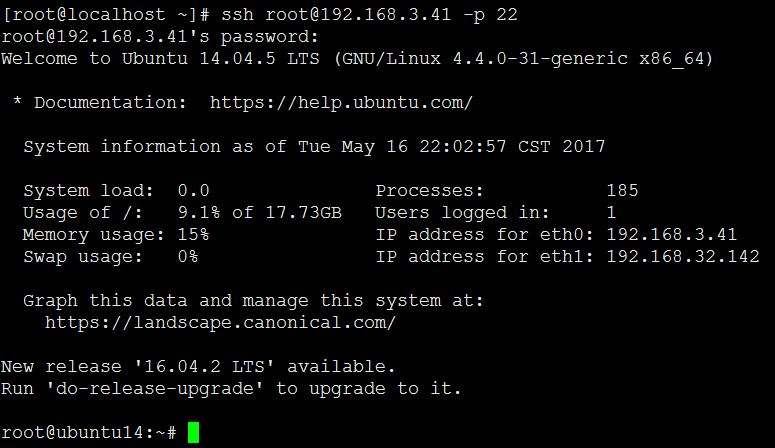 [root@localhost ~]# ssh root@192.168.3.41 -p 22
root@192.168.3.41's password:
Welcome to Ubuntu 14.04.5 LTS (GNU/Linux 4.4.0-31-generic x86_64)

 * Documentation:  https://help.ubuntu.com/

  System information as of Tue May 16 22:02:57 CST 2017

  System load:  0.0               Processes:           185
  Usage of /:   9.1% of 17.73GB   Users logged in:     1
  Memory usage: 15%               IP address for eth0: 192.168.3.41
  Swap usage:   0%                IP address for eth1: 192.168.32.142

  Graph this data and manage this system at:
    https://landscape.canonical.com/

New release '16.04.2 LTS' available.
Run 'do-release-upgrade' to upgrade to it.

root@ubuntu14:~#